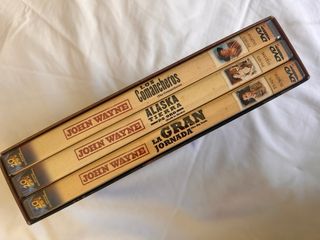 JOHN WAYNE
LOS
Comancheros
DVD
JOHN WAYNE
ALASKA
TIERRA
DE ORO
DVD
JOHN WAYNE
LA GRAN
JORNADA
DVD